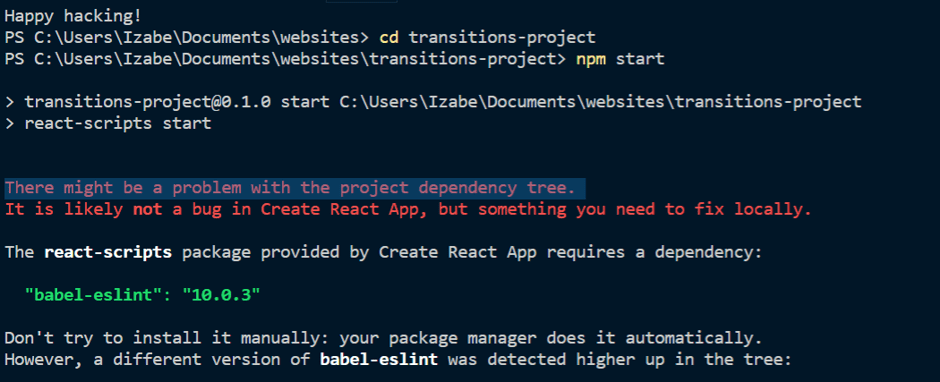 Happy hacking!
PS C:\Users\Izabe\Documents\websites> cd transitions-project
PS C:\Users\Izabe\Documents\websites\transitions-project> npm start
> transitions-project@0.1.0 start C:\Users\Izabe\Documents\websites\transitions-project
> react-scripts start
There might be a problem with the project dependency tree.
It is likely not a bug in Create React App, but something you need to fix locally.
The react-scripts package provided by Create React App requires a dependency:
"babel-eslint": "10.0.3"
Don't try to install it manually: your package manager does it automatically.
However, a different version of babel-eslint was detected higher up in the tree: